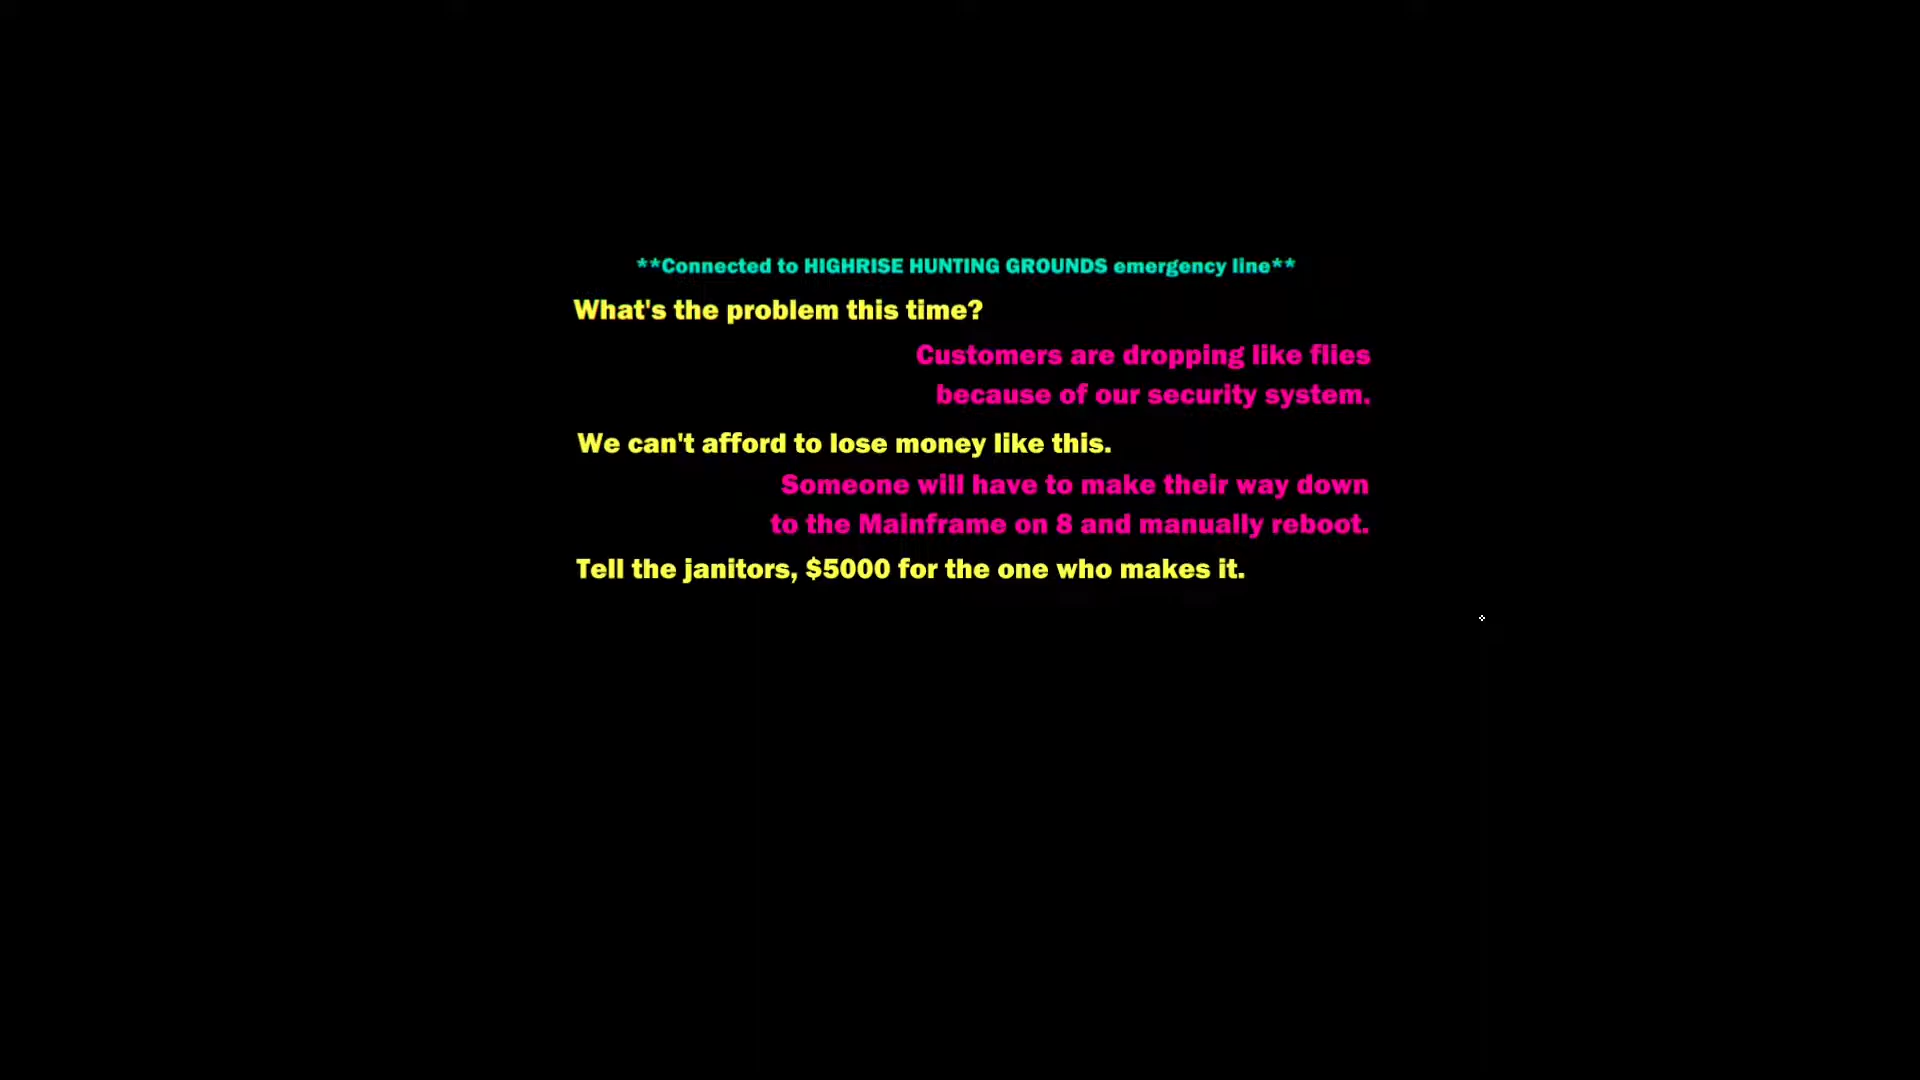 **Connected to HIGHRISE HUNTING GROUNDS emergency line**
What's the problem this time?
Customers are dropping like flies
because of our security system.
We can't afford to lose money like this.
Someone will have to make their way down
to the Mainframe on 8 and manually reboot.
Tell the janitors, $5000 for the one who makes it.